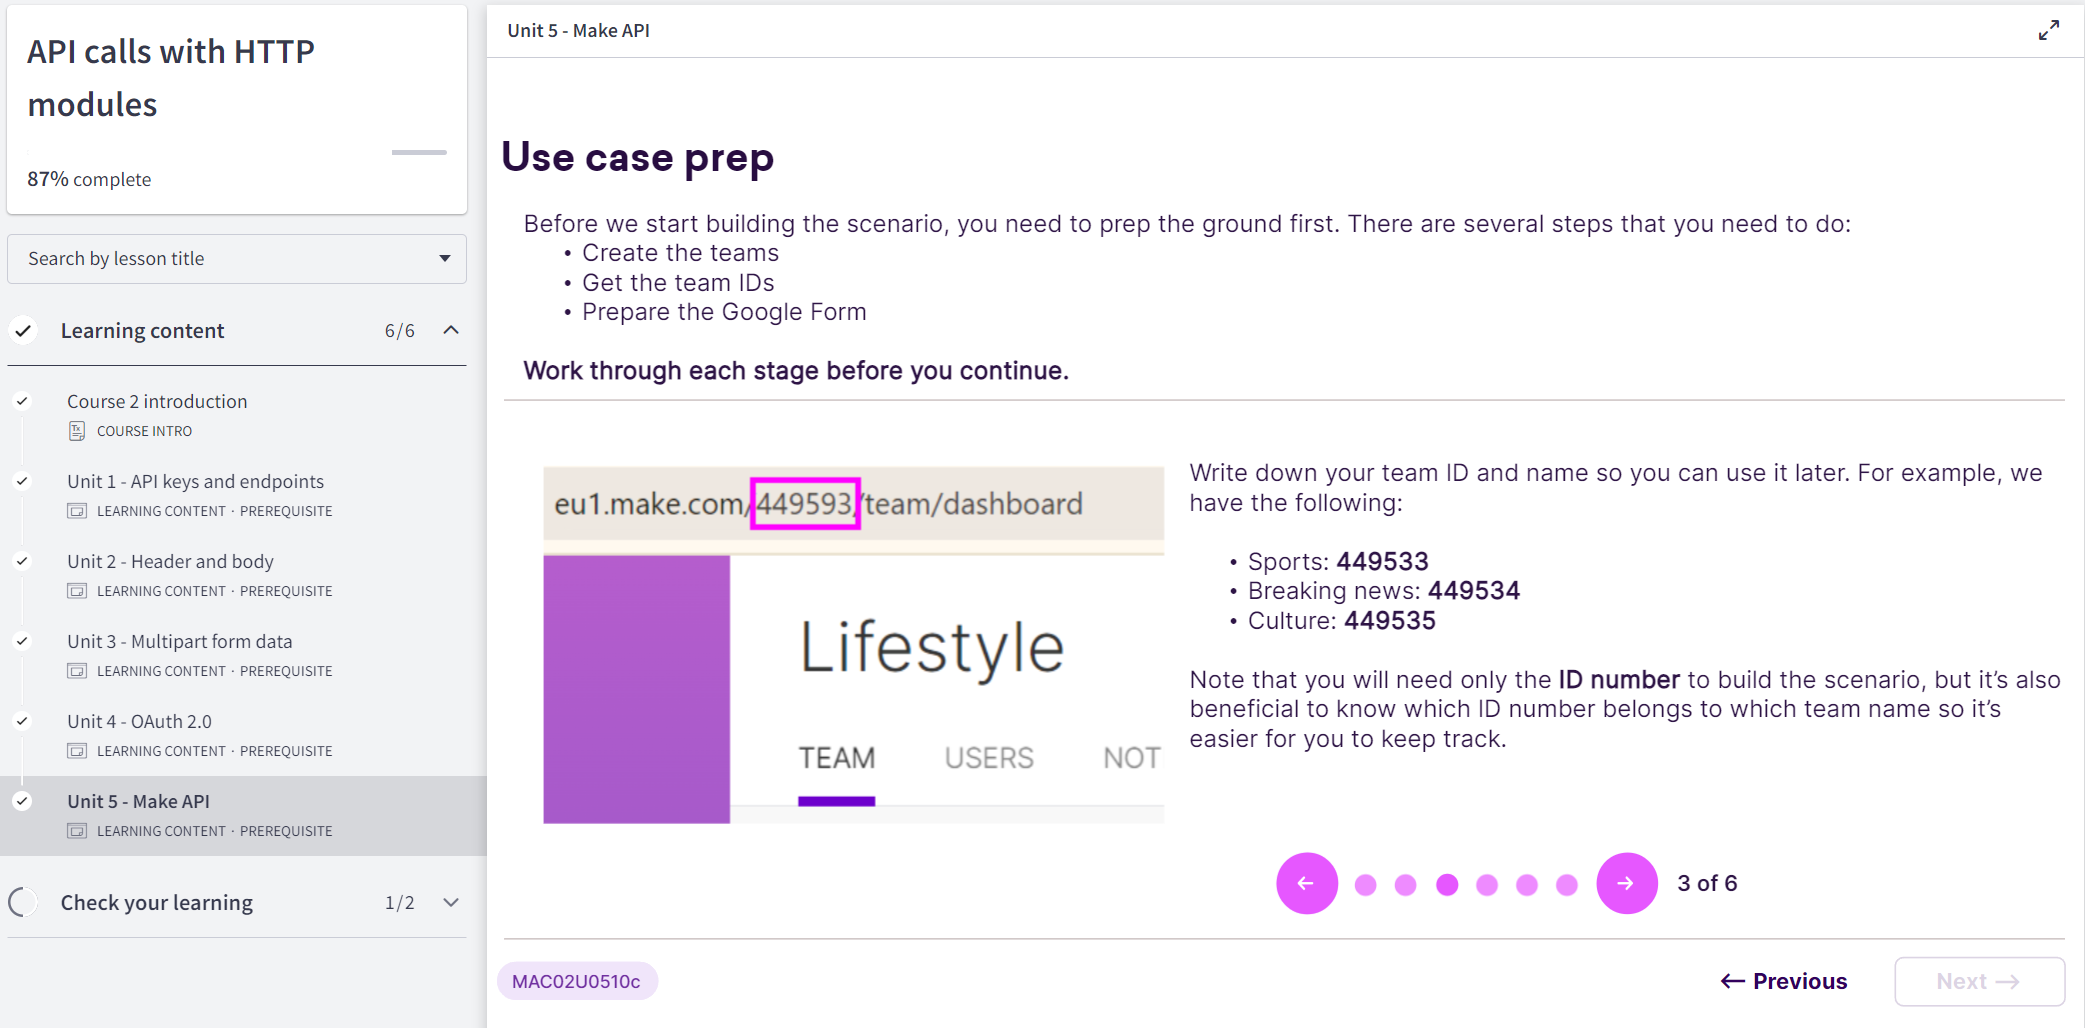 API calls with HTTP
modules
87% complete
Search by lesson title
Learning content 6/6
Course 2 introduction
COURSE INTRO
Unit 1 - API keys and endpoints
LEARNING CONTENT · PREREQUISITE
Unit 2 - Header and body
LEARNING CONTENT · PREREQUISITE
Unit 3 - Multipart form data
LEARNING CONTENT · PREREQUISITE
Unit 4 - OAuth 2.0
LEARNING CONTENT · PREREQUISITE
Unit 5 - Make API
LEARNING CONTENT · PREREQUISITE
Check your learning 1/2
Unit 5 - Make API
Use case prep
Before we start building the scenario, you need to prep the ground first. There are several steps that you need to do:
• Create the teams
• Get the team IDs
• Prepare the Google Form
Work through each stage before you continue.
eu1.make.com/449593/team/dashboard
Lifestyle
TEAM USERS NOT
Write down your team ID and name so you can use it later. For example, we
have the following:
• Sports: 449533
• Breaking news: 449534
• Culture: 449535
Note that you will need only the ID number to build the scenario, but it's also
beneficial to know which ID number belongs to which team name so it's
easier for you to keep track.
← → 3 of 6
MAC02U0510c
← Previous Next →